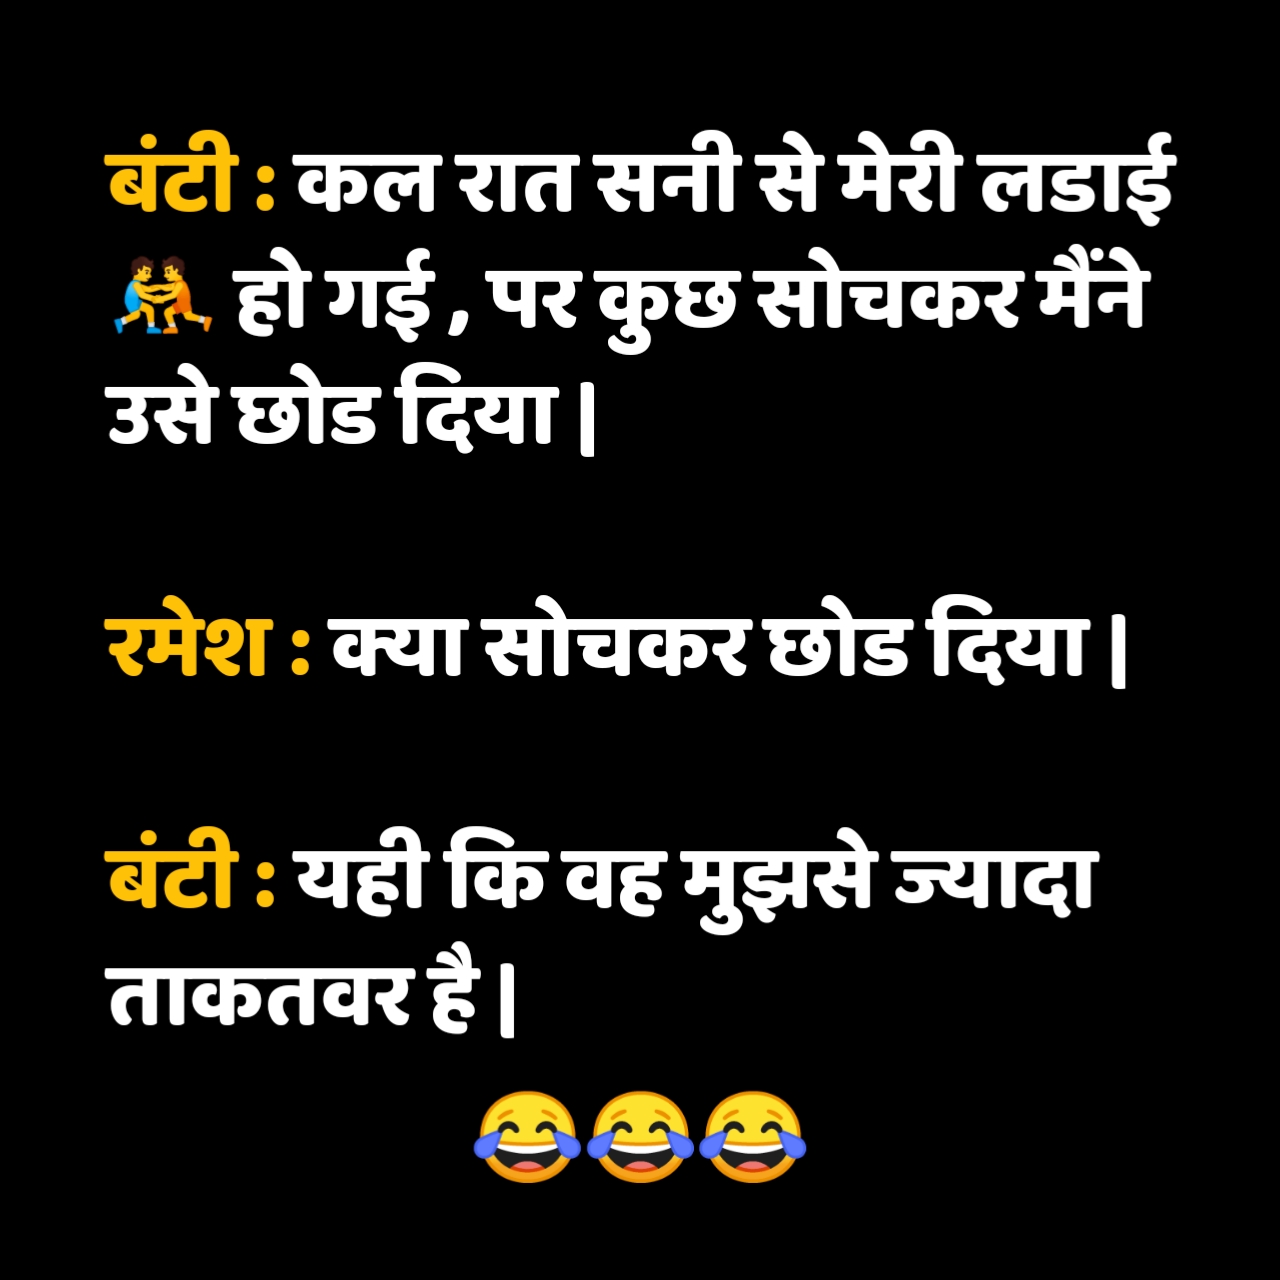 बंटी : कल रात सनी से मेरी लडाई
🤼 हो गई , पर कुछ सोचकर मैंने
उसे छोड दिया |
रमेश : क्या सोचकर छोड दिया |
बंटी : यही कि वह मुझसे ज्यादा
ताकतवर है |
😂😂😂